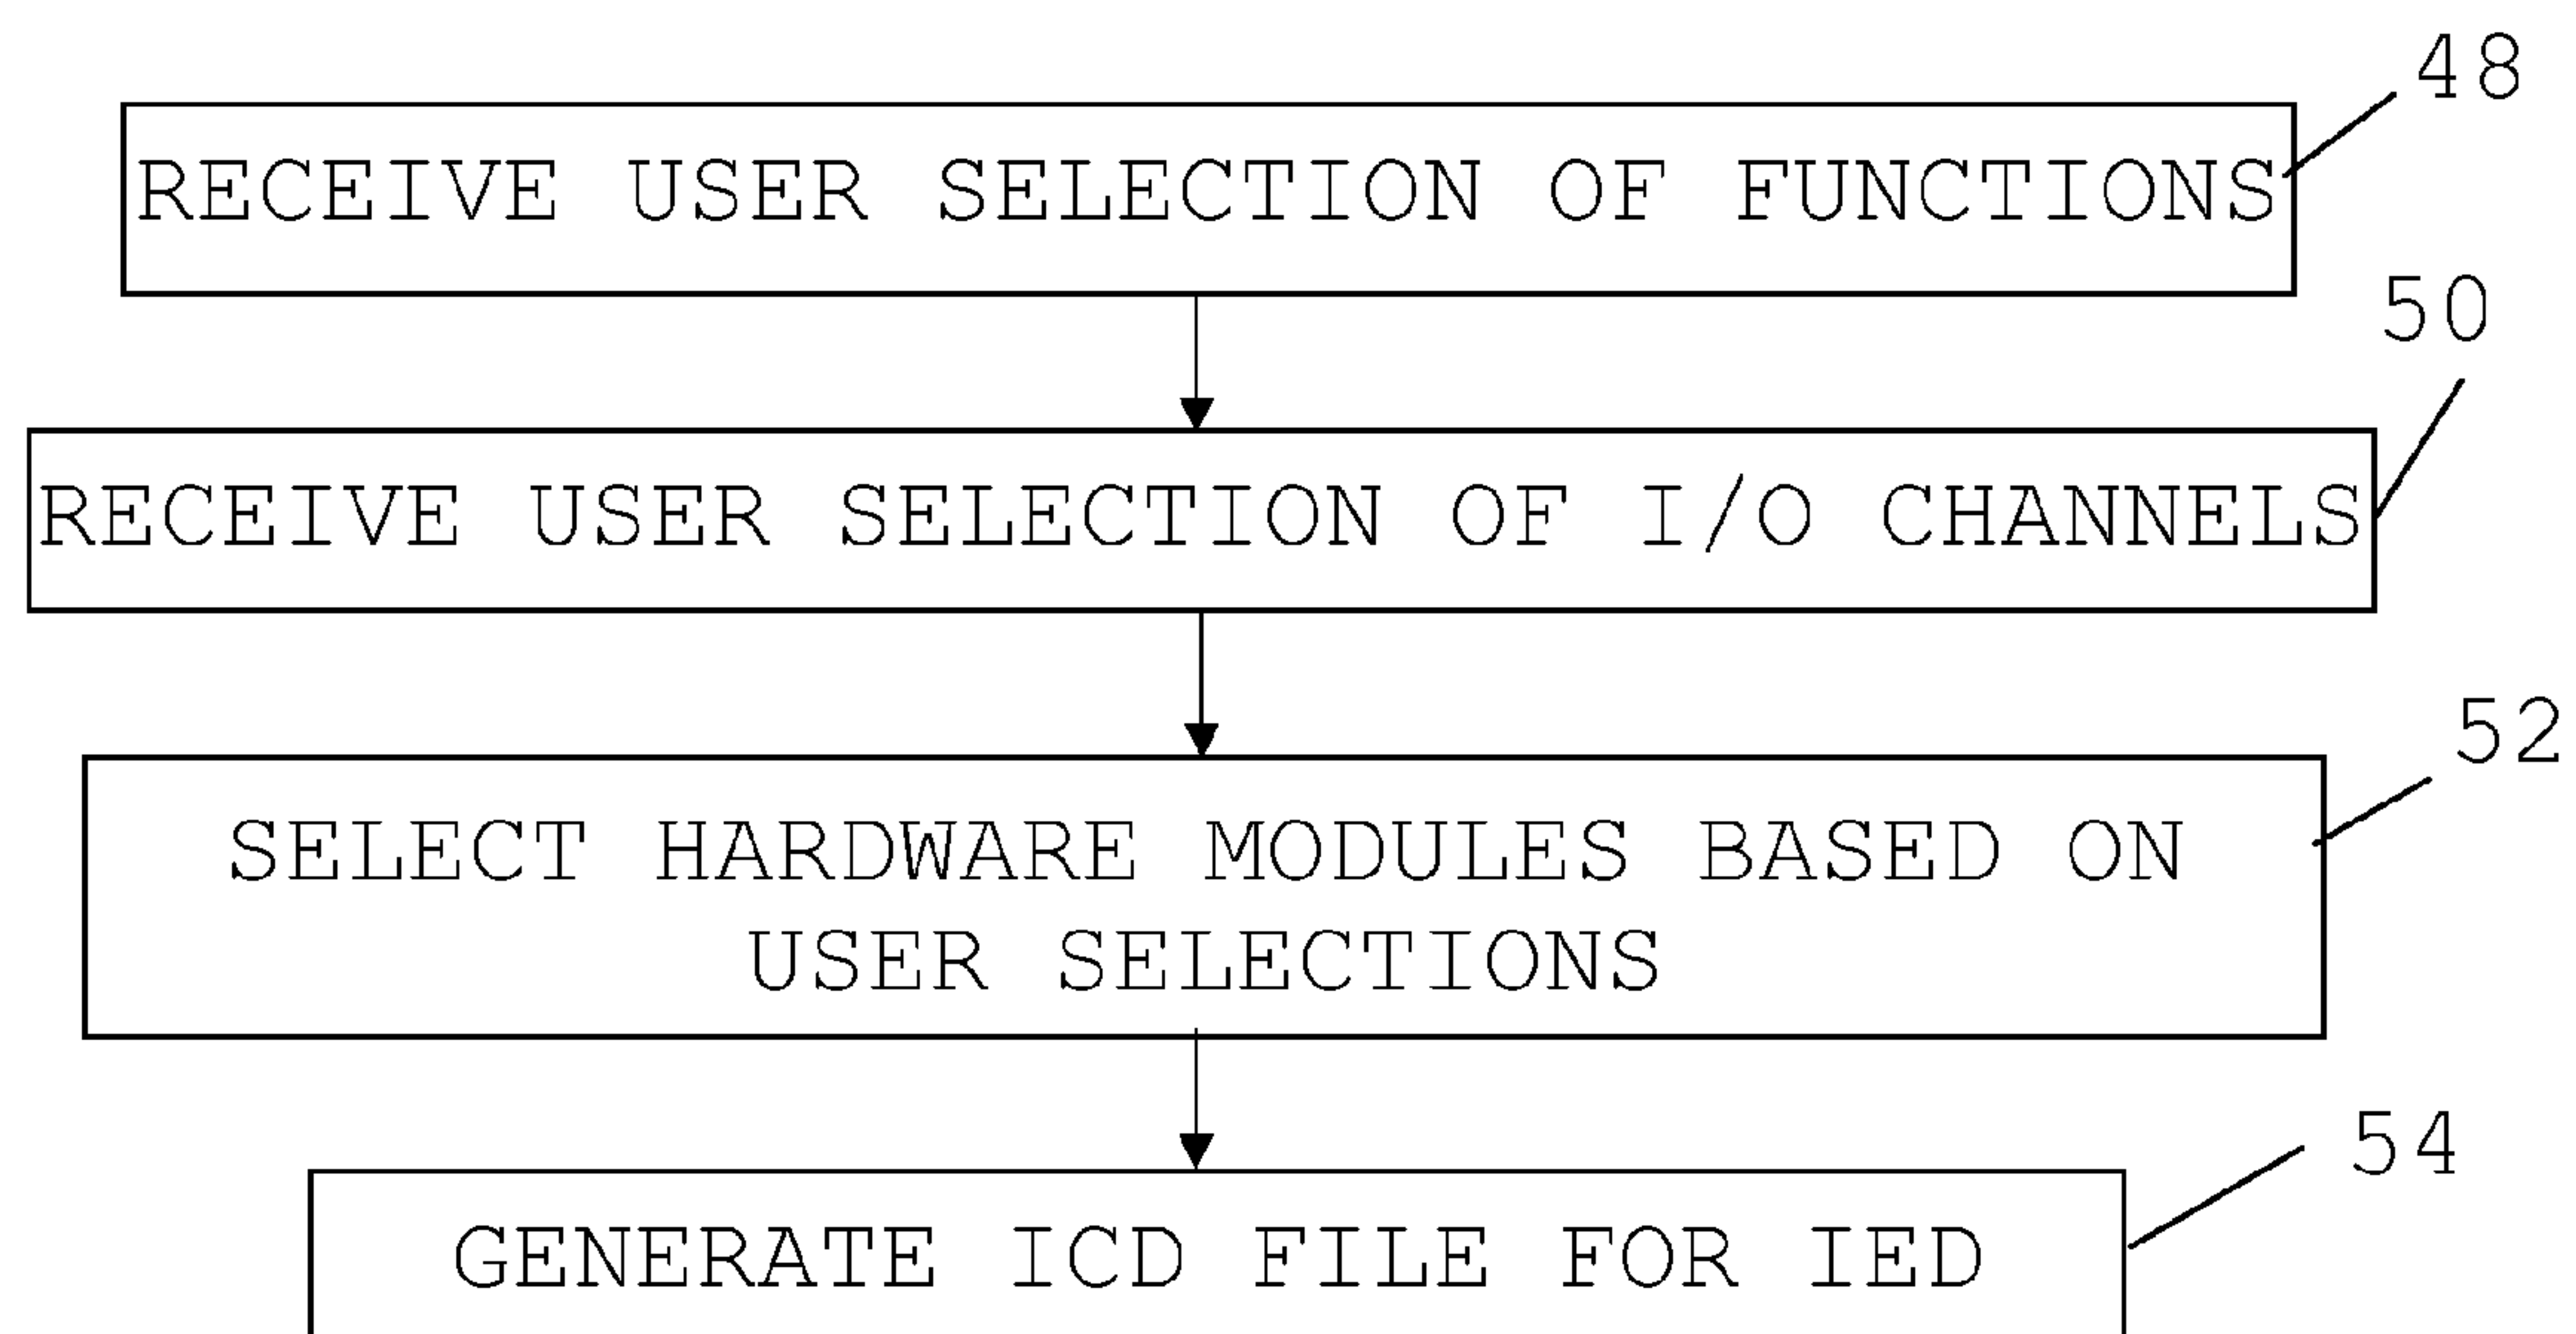 48
RECEIVE USER SELECTION OF FUNCTIONS
50
RECEIVE USER SELECTION OF I/O CHANNELS
52
SELECT HARDWARE MODULES BASED ON
USER SELECTIONS
54
GENERATE ICD FILE FOR IED